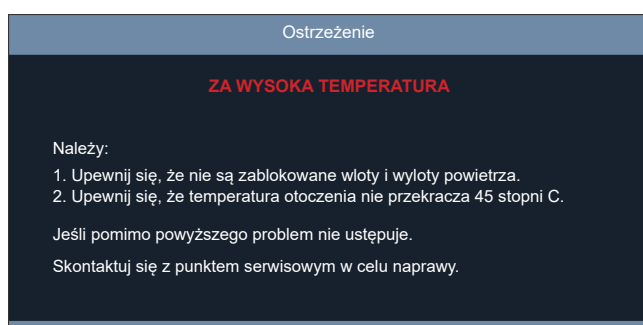 Ostrzeżenie
ZA WYSOKA TEMPERATURA
Należy:
1. Upewnij się, że nie są zablokowane wloty i wyloty powietrza.
2. Upewnij się, że temperatura otoczenia nie przekracza 45 stopni C.
Jeśli pomimo powyższego problem nie ustępuje.
Skontaktuj się z punktem serwisowym w celu naprawy.